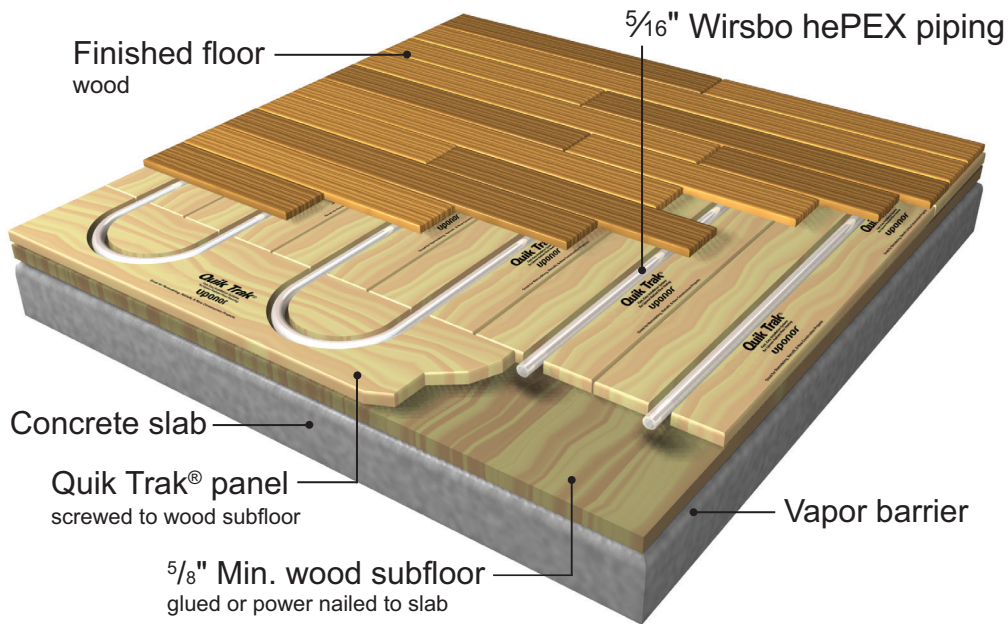 Finished floor
wood
5/16" Wirsbo hePEX piping
Quik Trak®
uponor
Quik Trak®
uponor
Quik Trak®
uponor
Quik Trak®
uponor
Concrete slab
Quik Trak® panel
screwed to wood subfloor
Vapor barrier
5/8" Min. wood subfloor
glued or power nailed to slab